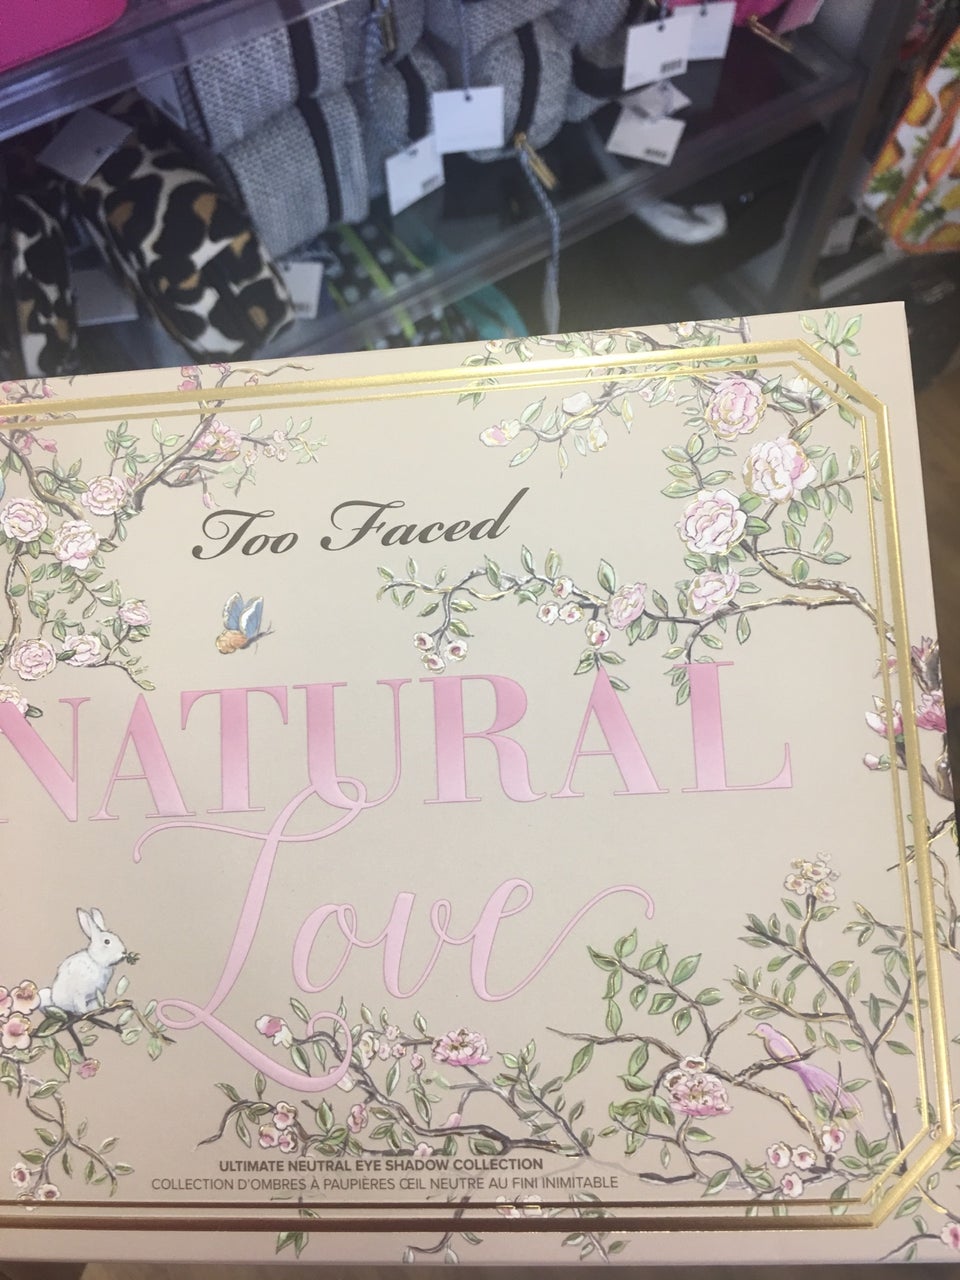 Too Faced
NATURAL
Love
ULTIMATE NEUTRAL EYE SHADOW COLLECTION
COLLECTION D'OMBRES À PAUPIÈRES ŒIL NEUTRE AU FINI INIMITABLE